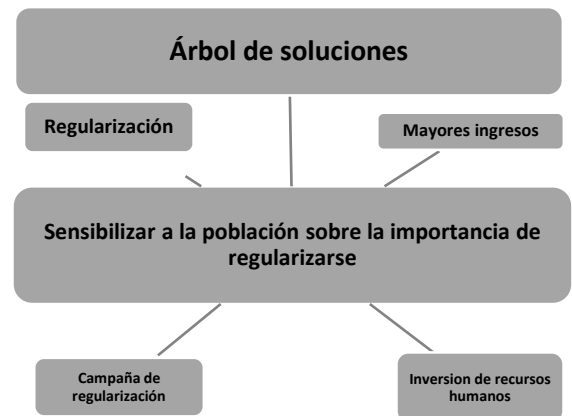 Árbol de soluciones
Regularización
Mayores ingresos
Sensibilizar a la población sobre la importancia de
regularizarse
Campaña de
regularización
Inversion de recursos
humanos